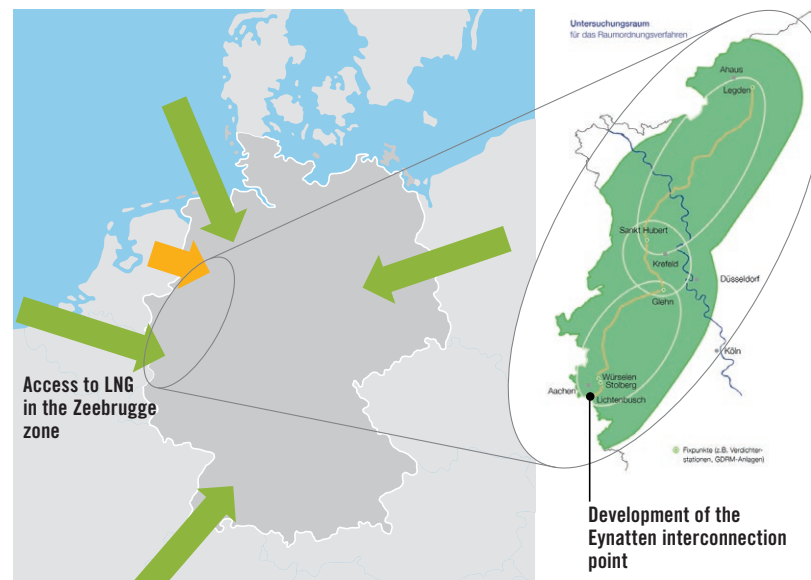 Untersuchungsraum
für das Raumordnungsverfahren
Ahaus
Legden
Sankt Hubert
Krefeld
Düsseldorf
Glehn
Köln
Würselen
Stolberg
Aachen
Lichtenbusch
Access to LNG
in the Zeebrugge
zone
Fixpunkte (z.B. Verdichter-
stationen, GDRM-Anlagen)
Development of the
Eynatten interconnection
point